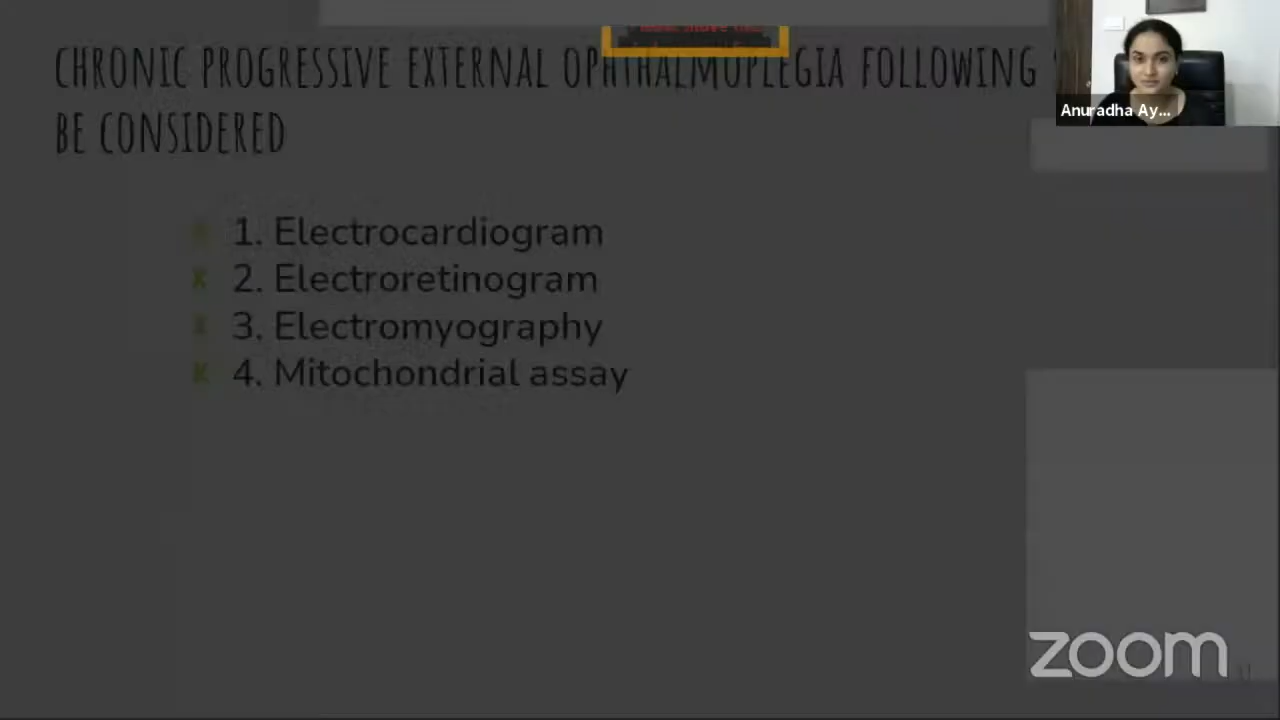 CHRONIC PROGRESSIVE EXTERNAL OPHTHALMOPLEGIA FOLLOWING
BE CONSIDERED
Anuradha Ay...
1. Electrocardiogram
2. Electroretinogram
3. Electromyography
4. Mitochondrial assay
zoom